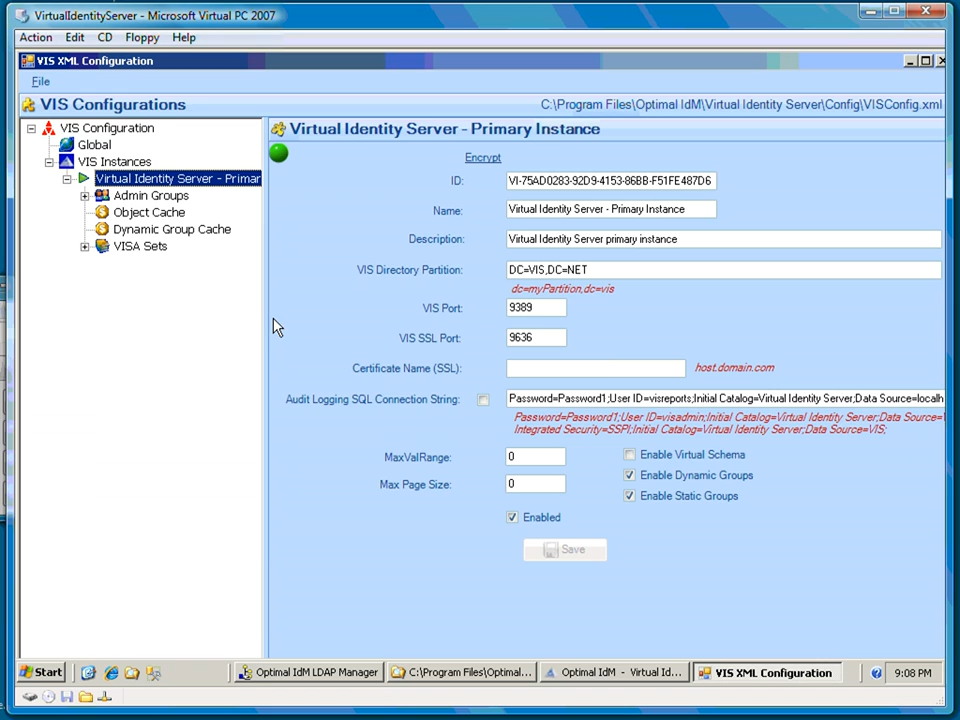 VirtualIdentityServer - Microsoft Virtual PC 2007
Action Edit CD Floppy Help
VIS XML Configuration
File
VIS Configurations C:\Program Files\Optimal IdM\Virtual Identity Server\Config\VISConfig.xml
VIS Configuration
Global
VIS Instances
Virtual Identity Server - Primar
Admin Groups
Object Cache
Dynamic Group Cache
VISA Sets
Virtual Identity Server - Primary Instance
Encrypt
ID: VI-75AD0283-92D9-4153-86BB-F51FE487D6
Name: Virtual Identity Server - Primary Instance
Description: Virtual Identity Server primary instance
VIS Directory Partition: DC=VIS,DC=NET
dc=myPartition,dc=vis
VIS Port: 9389
VIS SSL Port: 9636
Certificate Name (SSL): host.domain.com
Audit Logging SQL Connection String: Password=Password1;User ID=visreports;Initial Catalog=Virtual Identity Server;Data Source=localh
Password=Password1;User ID=visadmin;Initial Catalog=Virtual Identity Server;Data Source=V
Integrated Security=SSPI;Initial Catalog=Virtual Identity Server;Data Source=VIS;
MaxValRange: 0 Enable Virtual Schema
Enable Dynamic Groups
Max Page Size: 0
Enable Static Groups
Enabled
Save
Start Optimal IdM LDAP Manager C:\Program Files\Optimal... Optimal IdM - Virtual Id... VIS XML Configuration 9:08 PM